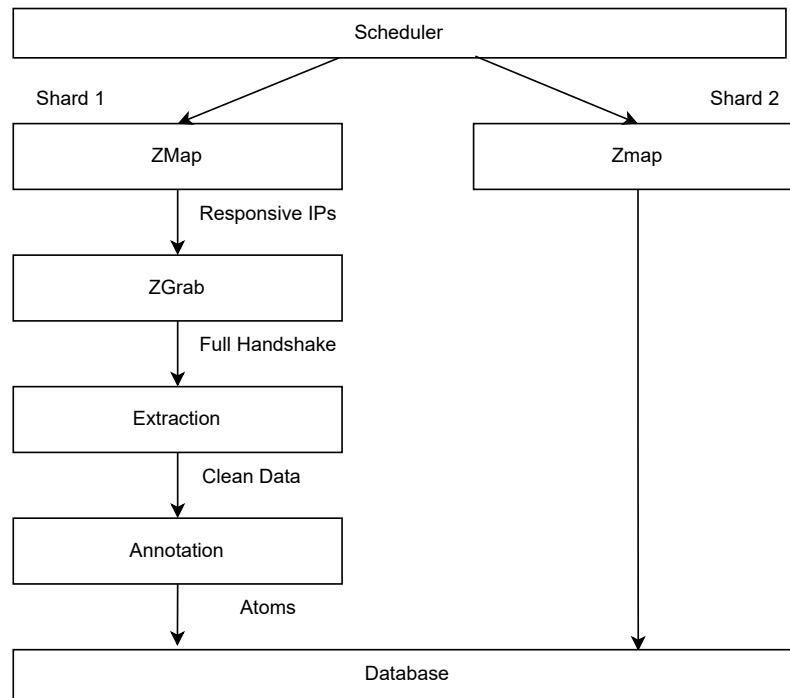 Scheduler
Shard 1
Shard 2
ZMap
Zmap
Responsive IPs
ZGrab
Full Handshake
Extraction
Clean Data
Annotation
Atoms
Database